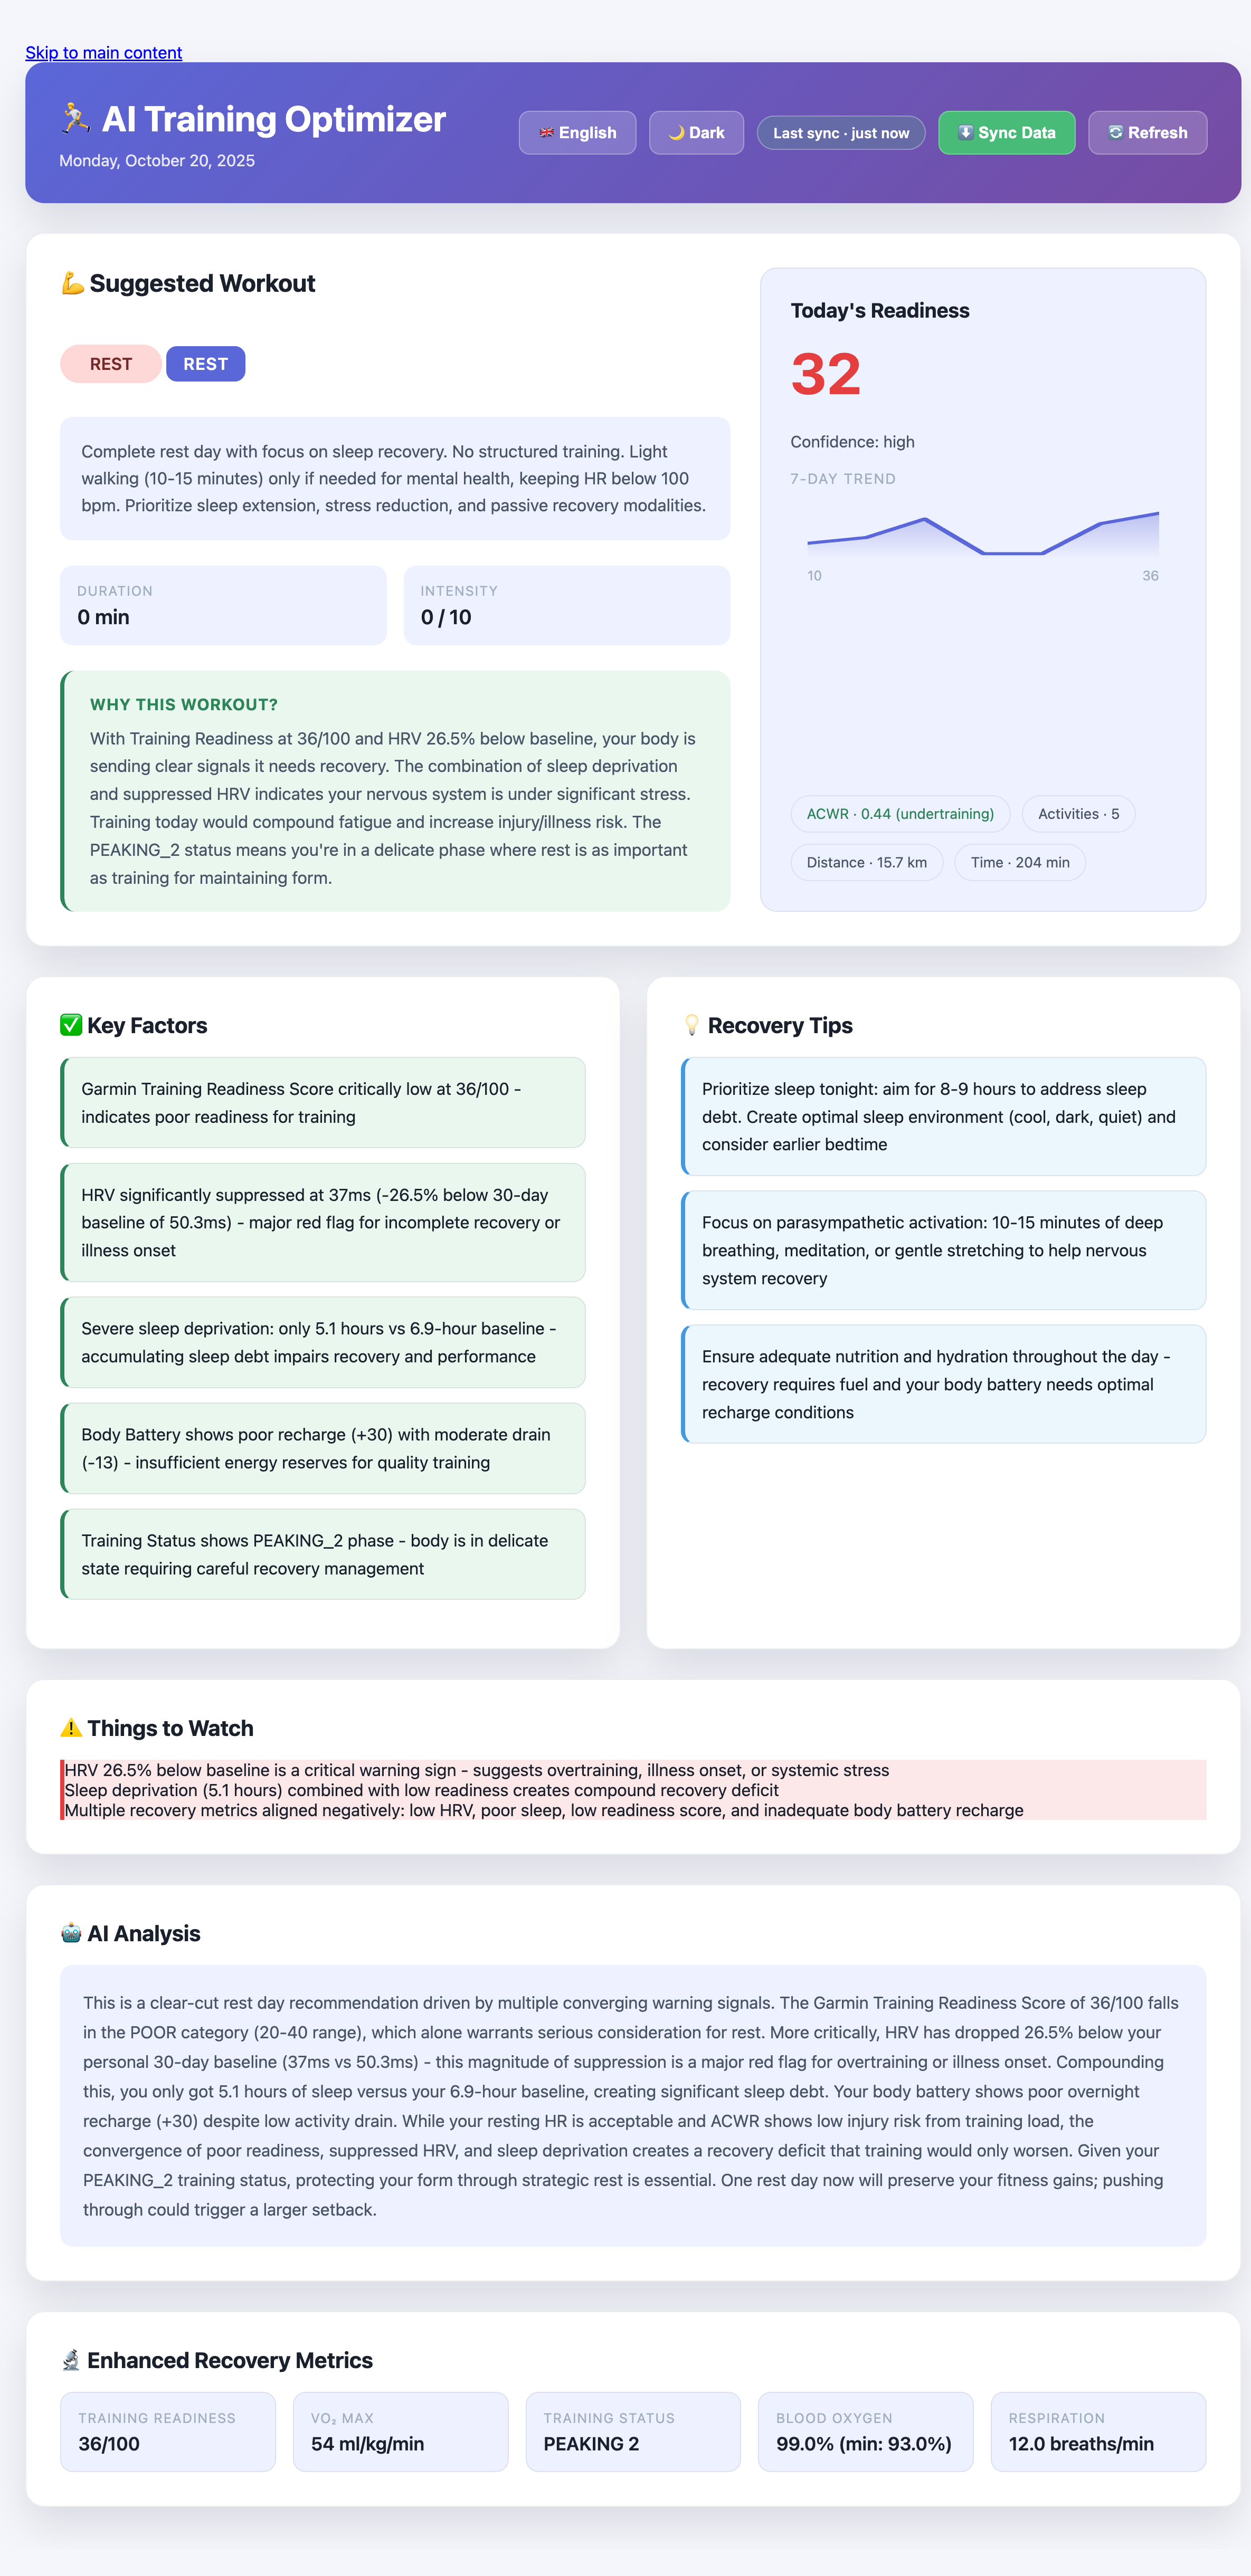 Skip to main content
AI Training Optimizer
Monday, October 20, 2025
English
Dark
Last sync · just now
Sync Data
Refresh
Suggested Workout
REST
REST
Complete rest day with focus on sleep recovery. No structured training. Light
walking (10-15 minutes) only if needed for mental health, keeping HR below 100
bpm. Prioritize sleep extension, stress reduction, and passive recovery modalities.
DURATION
0 min
INTENSITY
0 / 10
WHY THIS WORKOUT?
With Training Readiness at 36/100 and HRV 26.5% below baseline, your body is
sending clear signals it needs recovery. The combination of sleep deprivation
and suppressed HRV indicates your nervous system is under significant stress.
Training today would compound fatigue and increase injury/illness risk. The
PEAKING_2 status means you're in a delicate phase where rest is as important
as training for maintaining form.
Today's Readiness
32
Confidence: high
7-DAY TREND
10
36
ACWR · 0.44 (undertraining)
Activities · 5
Distance · 15.7 km
Time · 204 min
Key Factors
Garmin Training Readiness Score critically low at 36/100 -
indicates poor readiness for training
HRV significantly suppressed at 37ms (-26.5% below 30-day
baseline of 50.3ms) - major red flag for incomplete recovery or
illness onset
Severe sleep deprivation: only 5.1 hours vs 6.9-hour baseline -
accumulating sleep debt impairs recovery and performance
Body Battery shows poor recharge (+30) with moderate drain
(-13) - insufficient energy reserves for quality training
Training Status shows PEAKING_2 phase - body is in delicate
state requiring careful recovery management
Recovery Tips
Prioritize sleep tonight: aim for 8-9 hours to address sleep
debt. Create optimal sleep environment (cool, dark, quiet) and
consider earlier bedtime
Focus on parasympathetic activation: 10-15 minutes of deep
breathing, meditation, or gentle stretching to help nervous
system recovery
Ensure adequate nutrition and hydration throughout the day -
recovery requires fuel and your body battery needs optimal
recharge conditions
Things to Watch
HRV 26.5% below baseline is a critical warning sign - suggests overtraining, illness onset, or systemic stress
Sleep deprivation (5.1 hours) combined with low readiness creates compound recovery deficit
Multiple recovery metrics aligned negatively: low HRV, poor sleep, low readiness score, and inadequate body battery recharge
AI Analysis
This is a clear-cut rest day recommendation driven by multiple converging warning signals. The Garmin Training Readiness Score of 36/100 falls
in the POOR category (20-40 range), which alone warrants serious consideration for rest. More critically, HRV has dropped 26.5% below your
personal 30-day baseline (37ms vs 50.3ms) - this magnitude of suppression is a major red flag for overtraining or illness onset. Compounding
this, you only got 5.1 hours of sleep versus your 6.9-hour baseline, creating significant sleep debt. Your body battery shows poor overnight
recharge (+30) despite low activity drain. While your resting HR is acceptable and ACWR shows low injury risk from training load, the
convergence of poor readiness, suppressed HRV, and sleep deprivation creates a recovery deficit that training would only worsen. Given your
PEAKING_2 training status, protecting your form through strategic rest is essential. One rest day now will preserve your fitness gains; pushing
through could trigger a larger setback.
Enhanced Recovery Metrics
TRAINING READINESS
36/100
VO₂ MAX
54 ml/kg/min
TRAINING STATUS
PEAKING 2
BLOOD OXYGEN
99.0% (min: 93.0%)
RESPIRATION
12.0 breaths/min